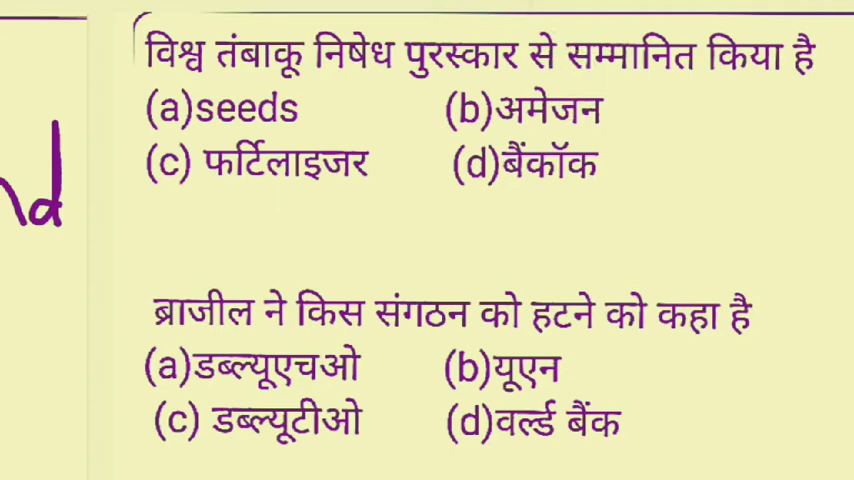 विश्व तंबाकू निषेध पुरस्कार से सम्मानित किया है
(a)seeds (b)अमेजन
(c) फर्टिलाइजर (d)बैंकॉक
ब्राजील ने किस संगठन को हटने को कहा है
(a)डब्ल्यूएचओ (b)यूएन
(c) डब्ल्यूटीओ (d)वर्ल्ड बैंक